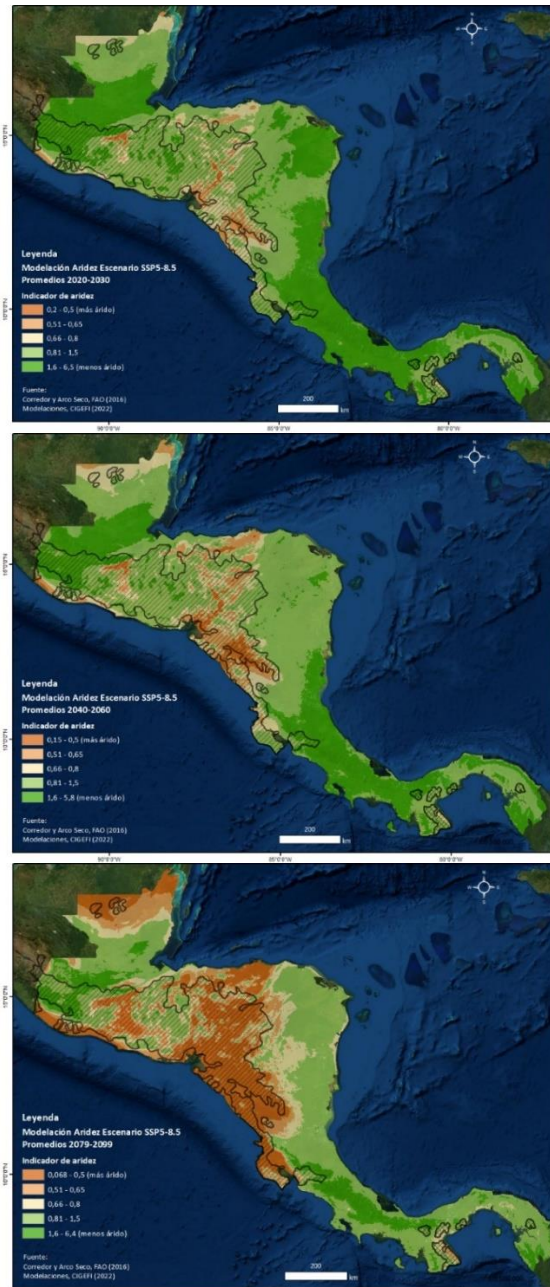 Leyenda
Modelación Aridez Escenario SSP5-8.5
Promedios 2020-2030
Indicador de aridez
0,2 - 0,5 (más árido)
0,51 - 0,65
0,66 - 0,8
0,81 - 1,5
1,6 - 6,5 (menos árido)
Fuente:
Corredor y Arco Seco, FAO (2016)
Modelaciones, CIGEFI (2022)
200
km
Leyenda
Modelación Aridez Escenario SSP5-8.5
Promedios 2040-2060
Indicador de aridez
0,15 - 0,5 (más árido)
0,51 - 0,65
0,66 - 0,8
0,81 - 1,5
1,6 - 5,8 (menos árido)
Fuente:
Corredor y Arco Seco, FAO (2016)
Modelaciones, CIGEFI (2022)
200
km
Leyenda
Modelación Aridez Escenario SSP5-8.5
Promedios 2079-2099
Indicador de aridez
0,068 - 0,5 (más árido)
0,51 - 0,65
0,66 - 0,8
0,81 - 1,5
1,6 - 6,4 (menos árido)
Fuente:
Corredor y Arco Seco, FAO (2016)
Modelaciones, CIGEFI (2022)
200
km